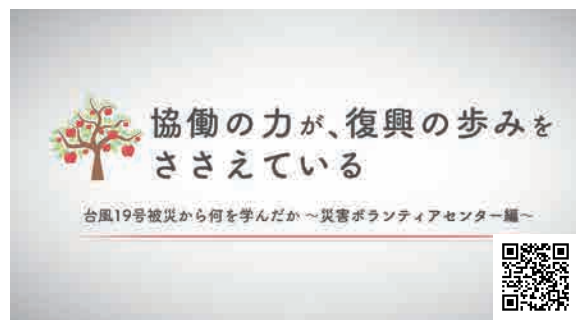 協働の力が、復興の歩みを
ささえている
台風19号被災から何を学んだか ～災害ボランティアセンター編～